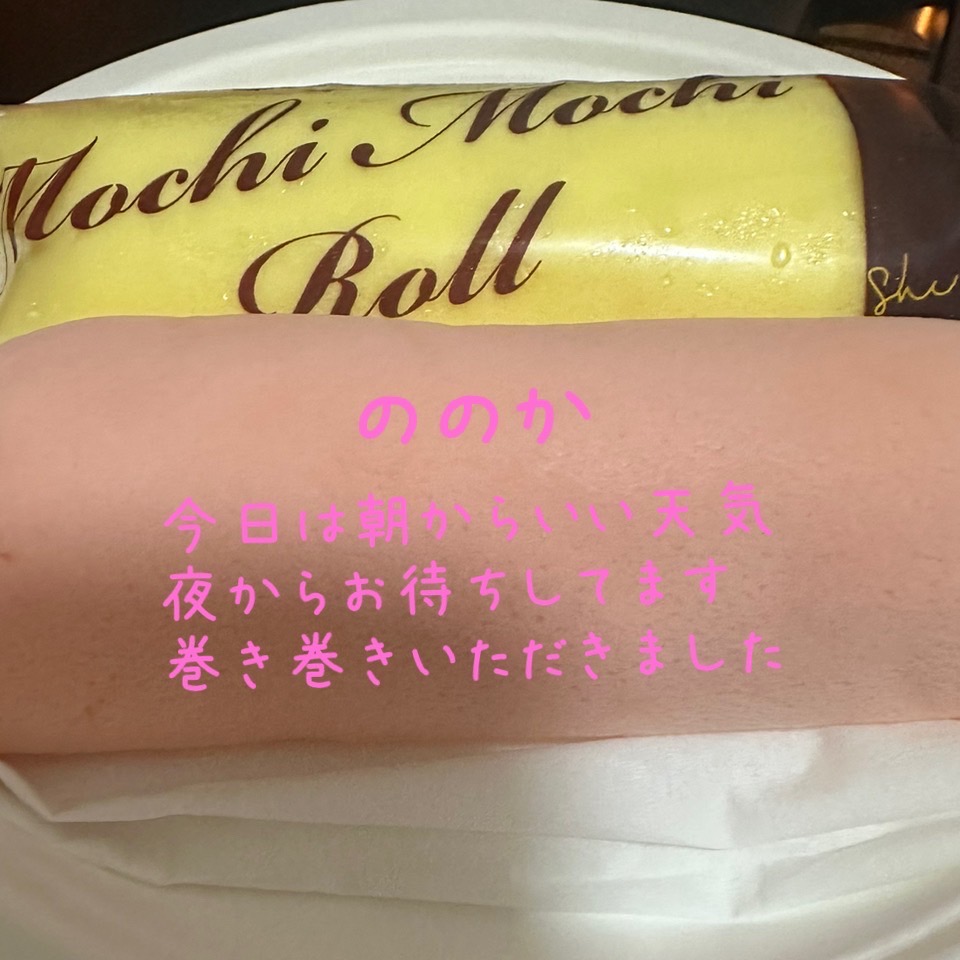 Mochi Mochi
Roll
She
ののか
今日は朝からいい天気
夜からお待ちしてます
巻き巻きいただきました